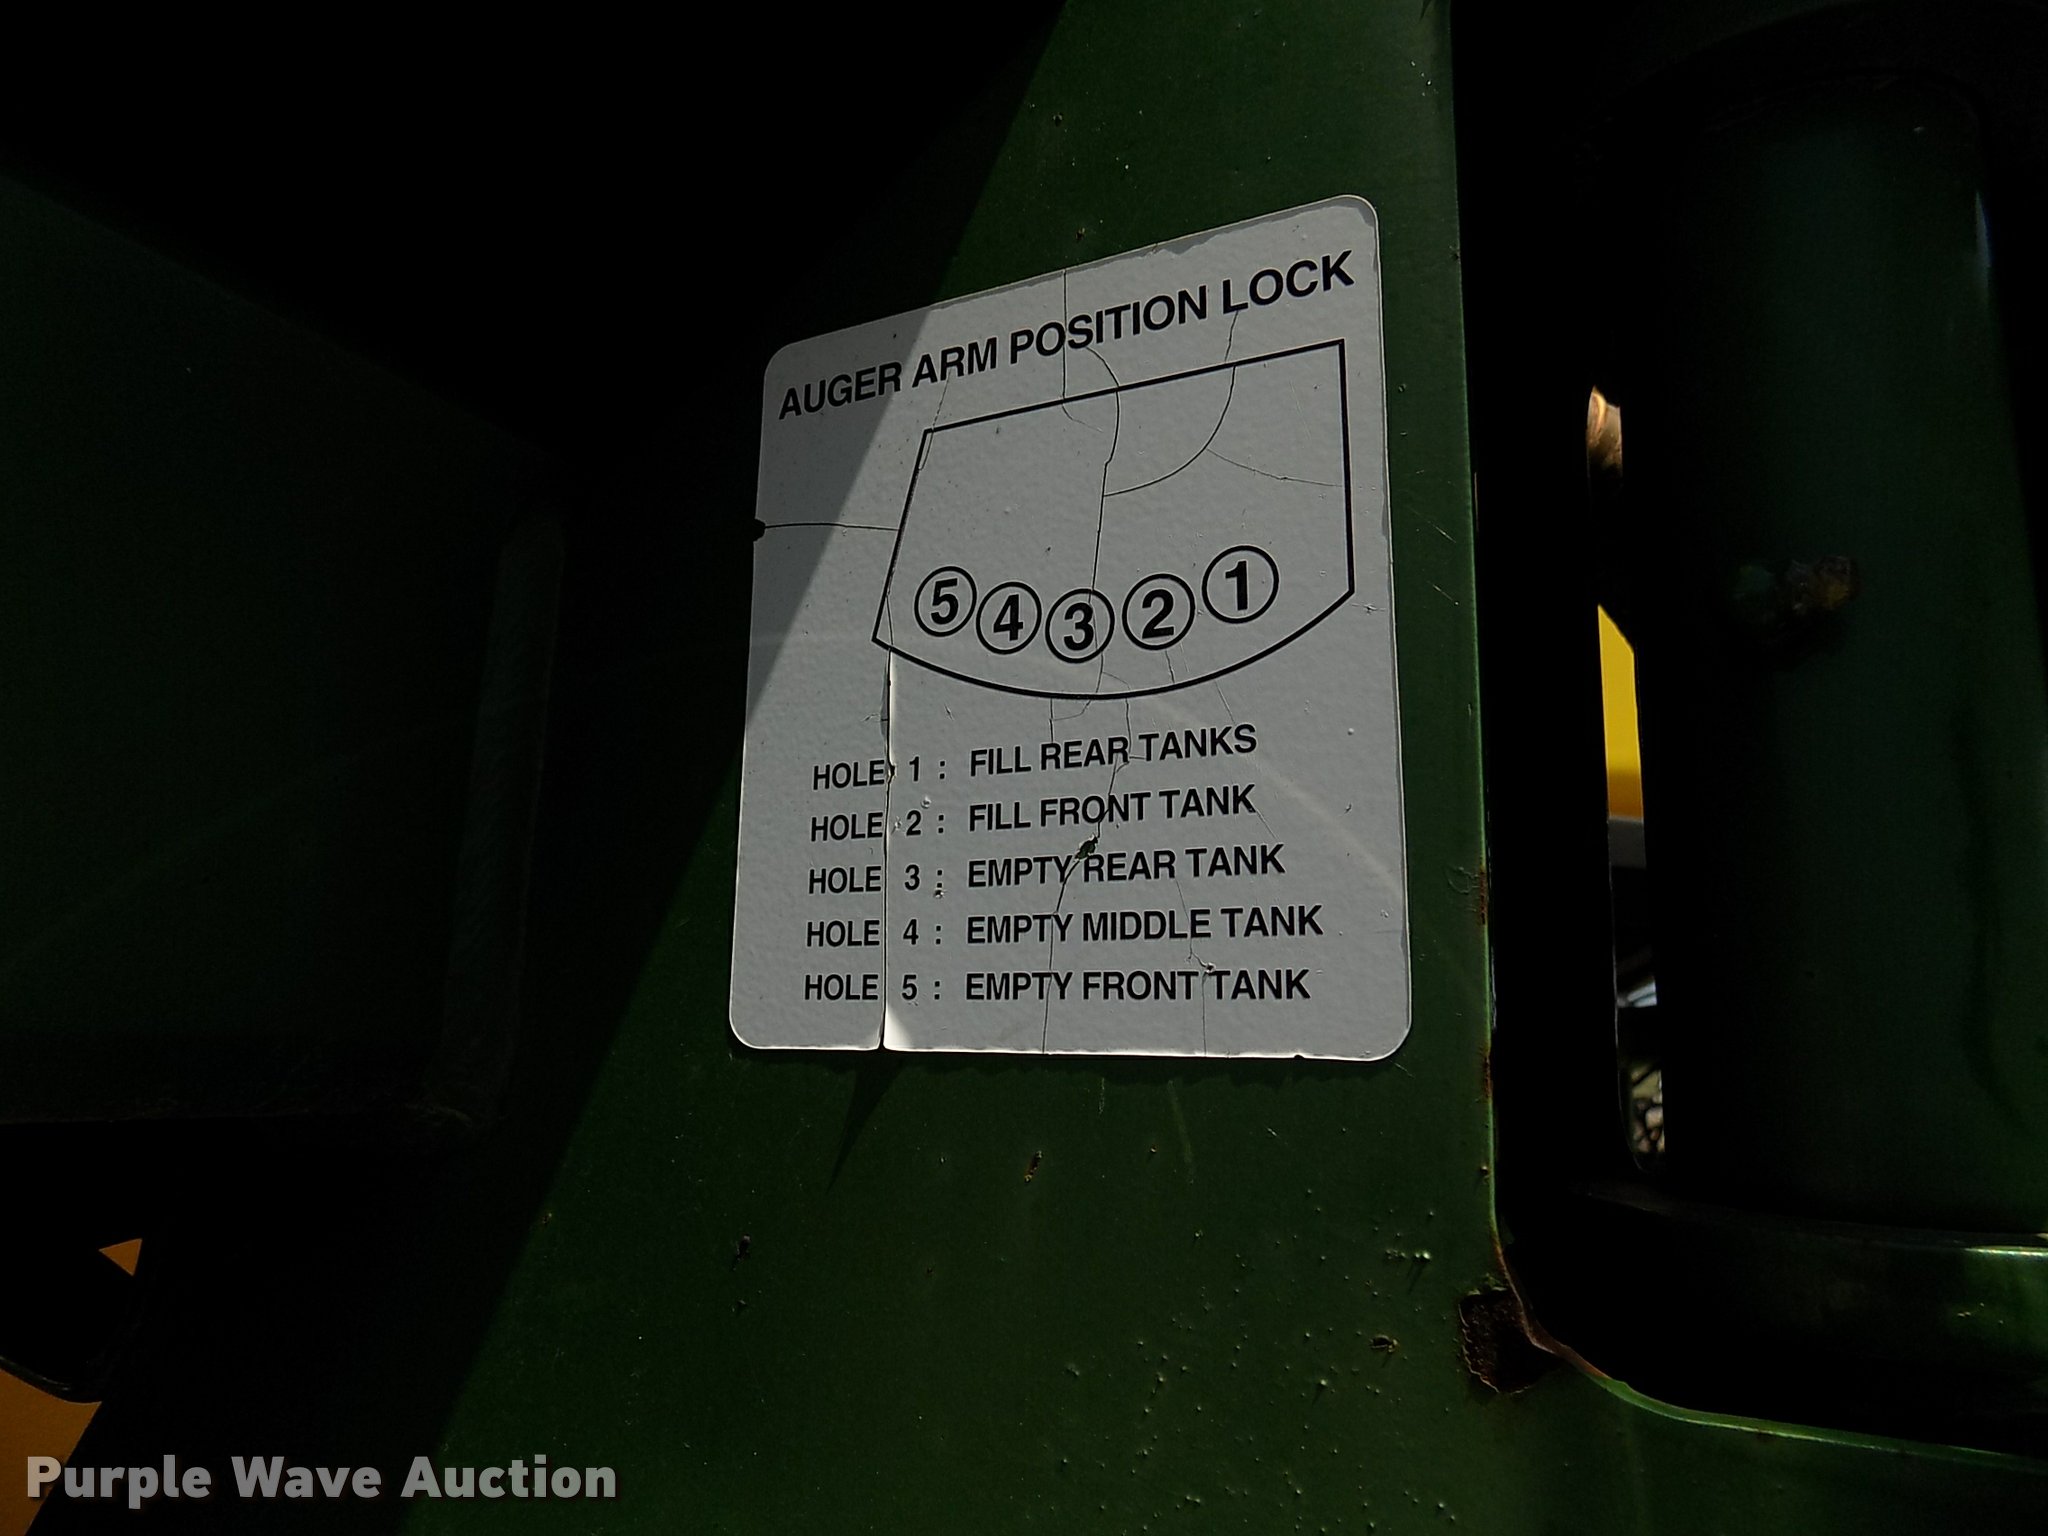 AUGER ARM POSITION LOCK
5 4 3 2 1
HOLE 1 : FILL REAR TANKS
HOLE 2 : FILL FRONT TANK
HOLE 3 : EMPTY REAR TANK
HOLE 4 : EMPTY MIDDLE TANK
HOLE 5 : EMPTY FRONT TANK
Purple Wave Auction